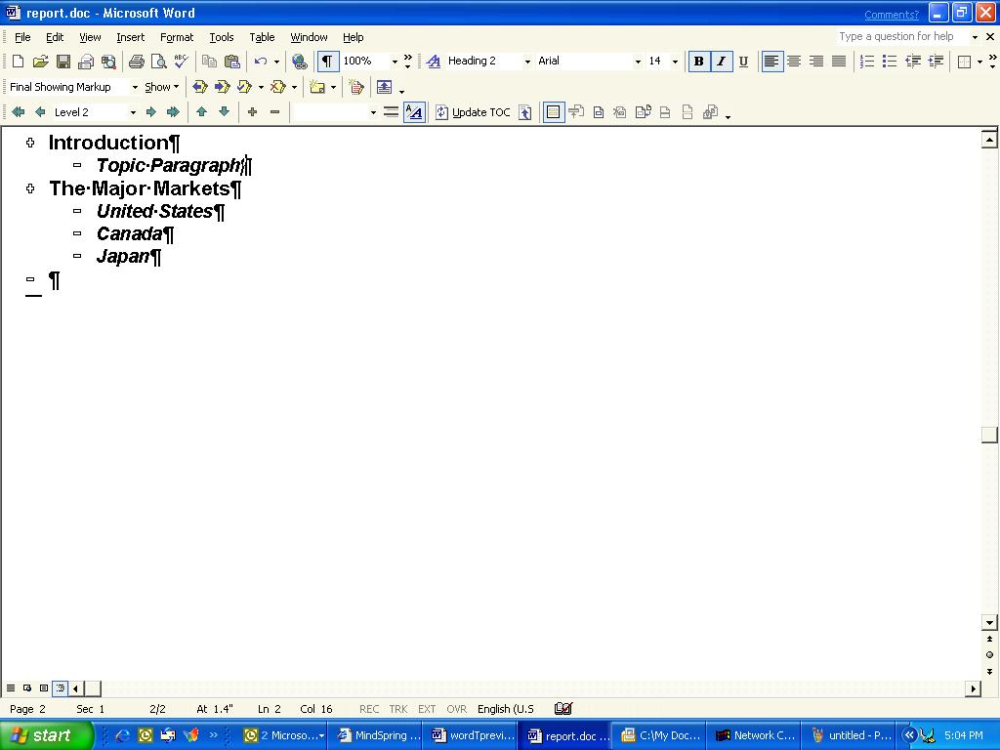 report.doc - Microsoft Word Comments?
File Edit View Insert Format Tools Table Window Help Type a question for help
¶ 100% » Heading 2 Arial 14 B I U »
Final Showing Markup Show
Level 2 Update TOC
Introduction¶
Topic·Paragraph¶
The·Major·Markets¶
United·States¶
Canada¶
Japan¶
¶
Page 2 Sec 1 2/2 At 1.4" Ln 2 Col 16 REC TRK EXT OVR English (U.S
start » 2 Microso... MindSpring ... wordTprevi... report.doc ... C:\My Doc... Network C... untitled - P... 5:04 PM